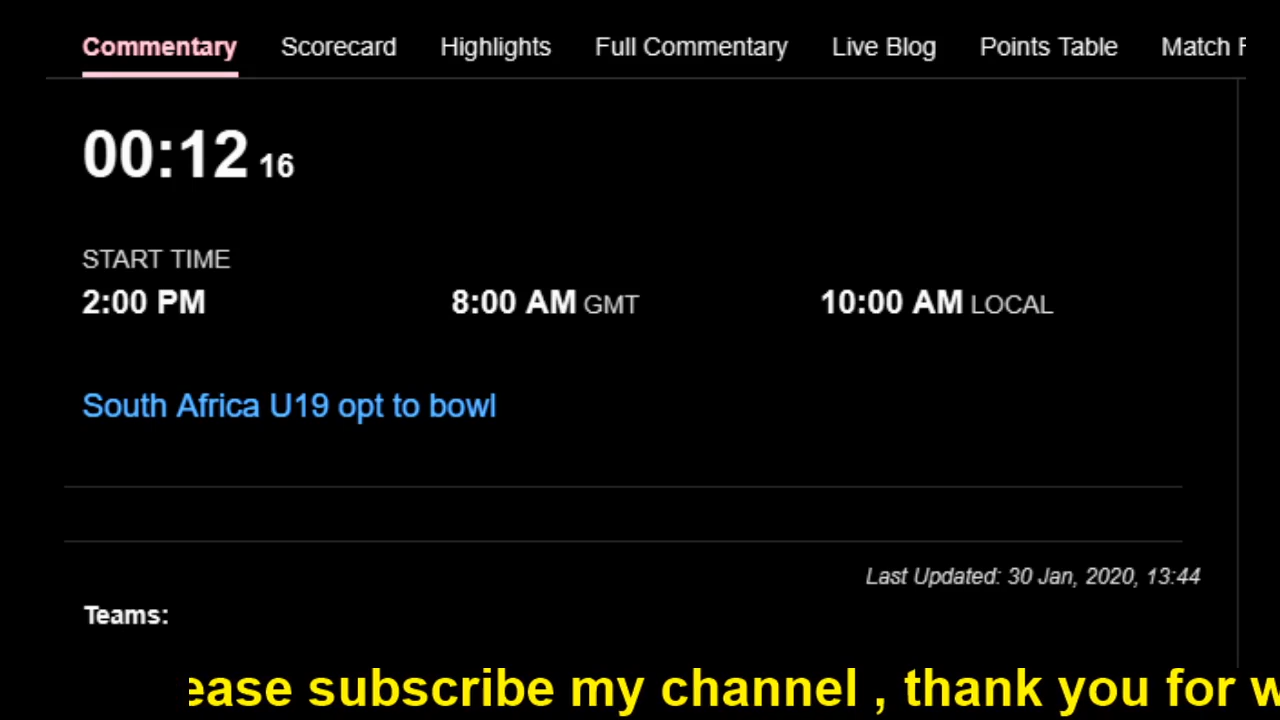 Commentary Scorecard Highlights Full Commentary Live Blog Points Table Match
00:12 16
START TIME
2:00 PM 8:00 AM GMT 10:00 AM LOCAL
South Africa U19 opt to bowl
Last Updated: 30 Jan, 2020, 13:44
Teams:
ease subscribe my channel , thank you for